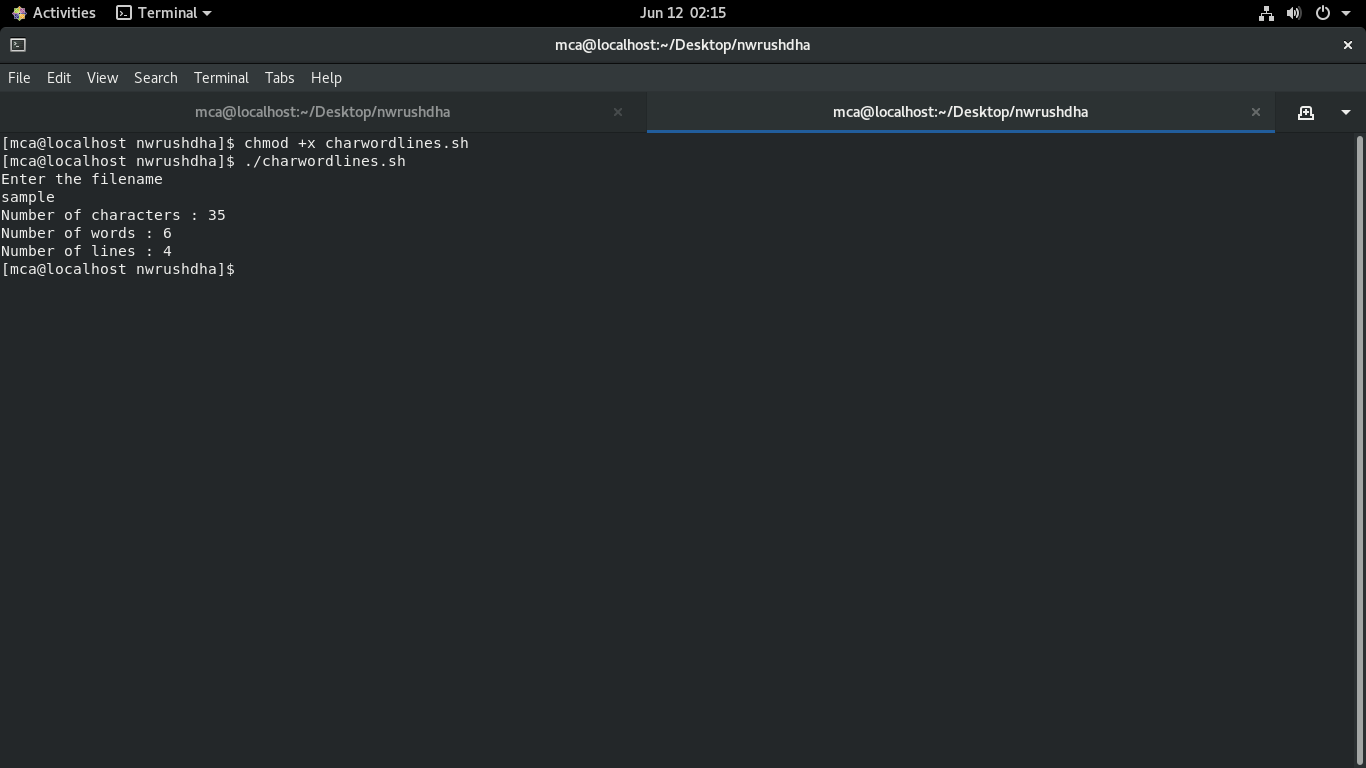 Activities Terminal Jun 12 02:15
mca@localhost:~/Desktop/nwrushdha
File Edit View Search Terminal Tabs Help
mca@localhost:~/Desktop/nwrushdha mca@localhost:~/Desktop/nwrushdha
[mca@localhost nwrushdha]$ chmod +x charwordlines.sh
[mca@localhost nwrushdha]$ ./charwordlines.sh
Enter the filename
sample
Number of characters : 35
Number of words : 6
Number of lines : 4
[mca@localhost nwrushdha]$